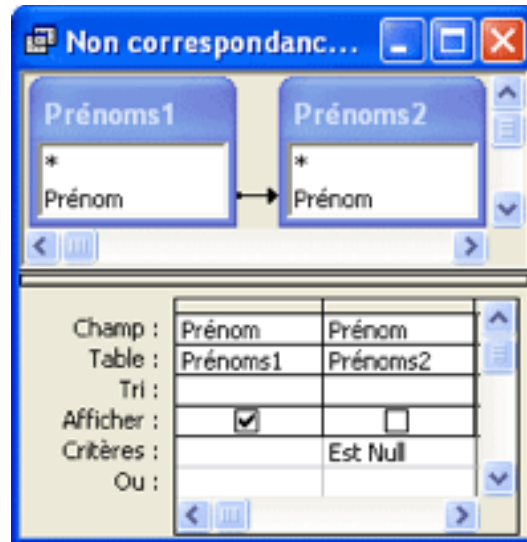 Non correspondanc...
Prénoms1 Prénoms2
* *
Prénom Prénom
Champ : Prénom Prénom
Table : Prénoms1 Prénoms2
Tri :
Afficher :
Critères : Est Null
Ou :